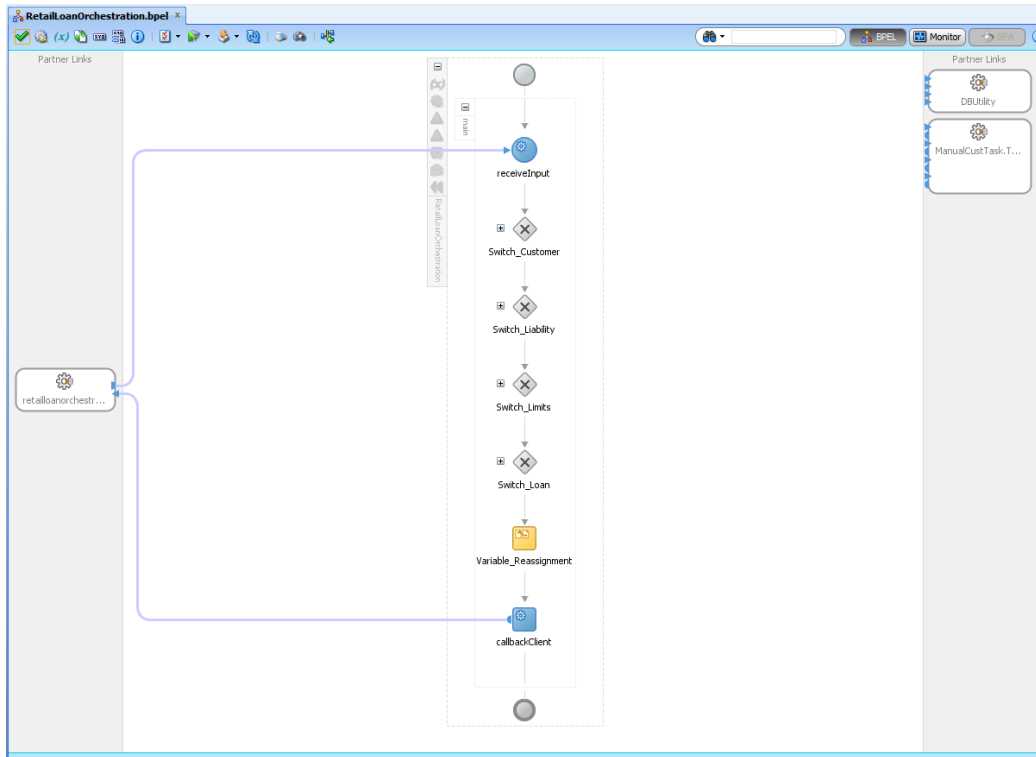 RetailLoanOrchestration.bpel
(x)
BPEL
Monitor
BPA
Partner Links
Partner Links
main
RetailLoanOrchestration
receiveInput
Switch_Customer
Switch_Liability
Switch_Limits
Switch_Loan
Variable_Reassignment
callbackClient
retailloanorchestr...
DBUtility
ManualCustTask.T...